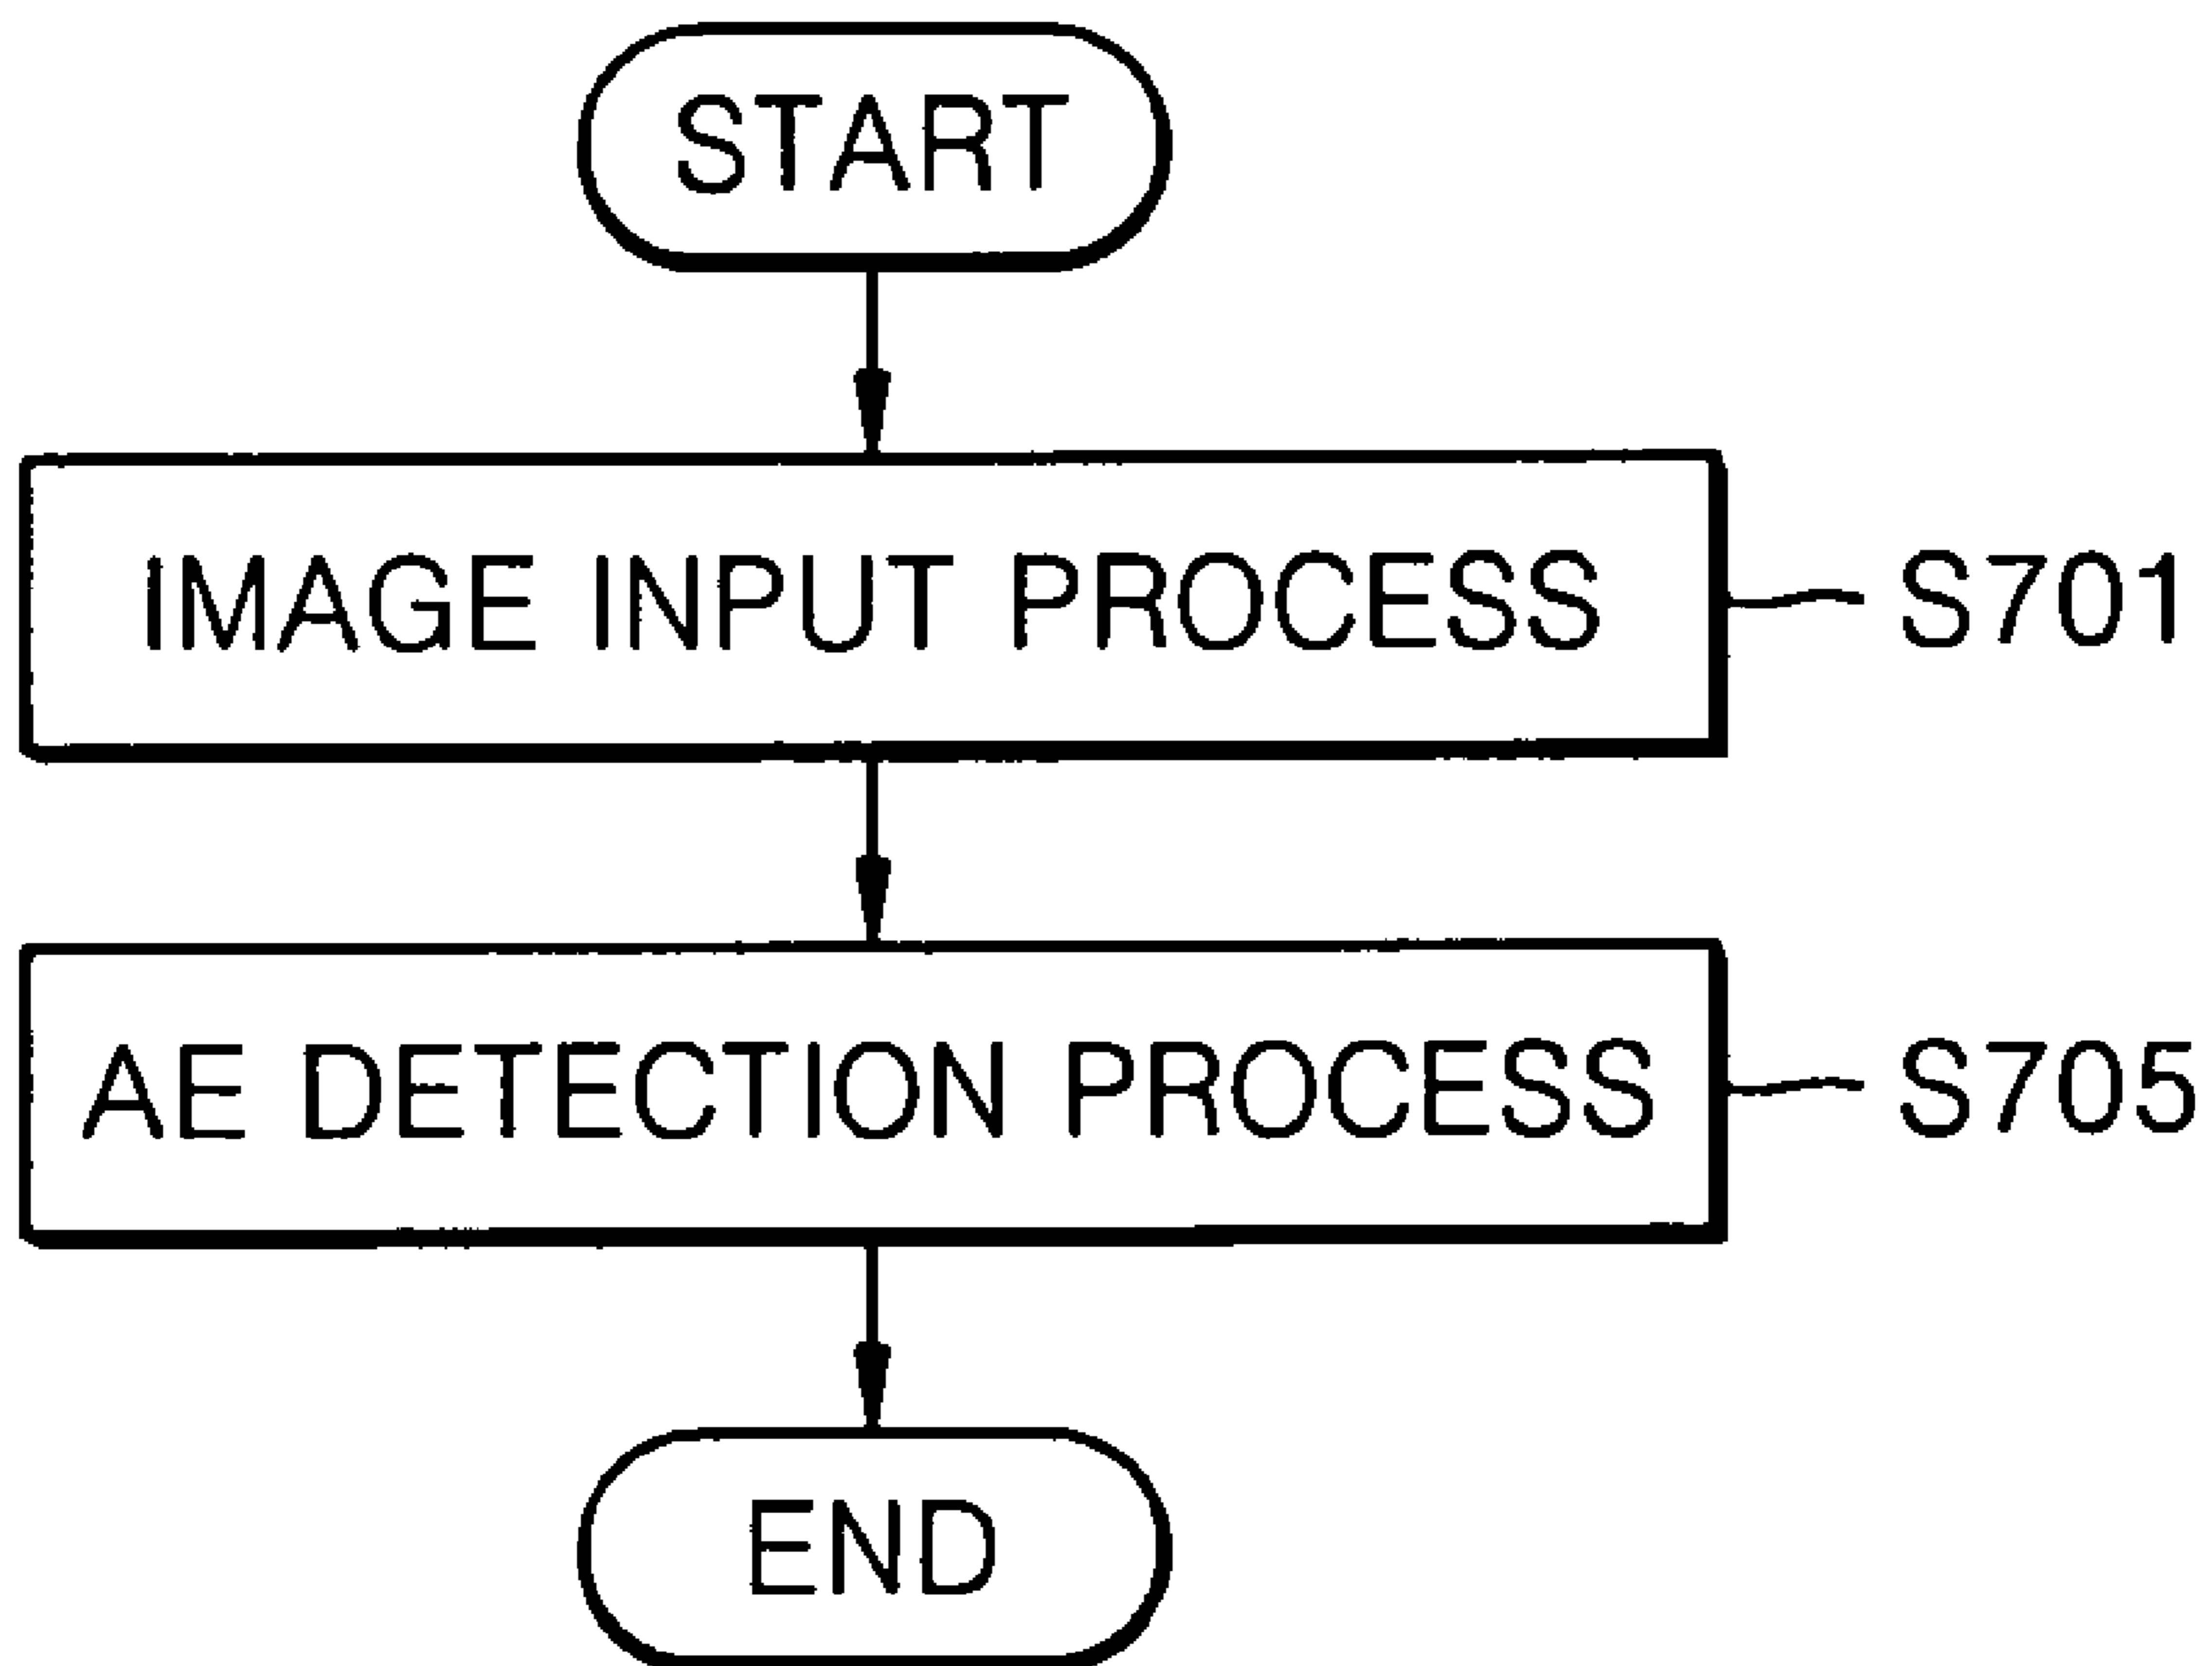 START
IMAGE INPUT PROCESS S701
AE DETECTION PROCESS S705
END